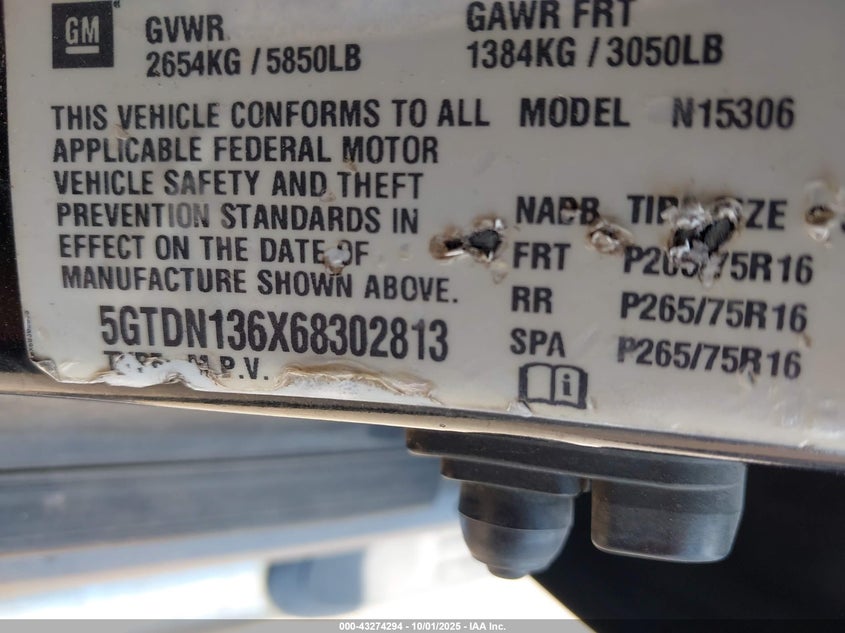 GM
GVWR
2654KG / 5850LB
GAWR FRT
1384KG / 3050LB
THIS VEHICLE CONFORMS TO ALL
APPLICABLE FEDERAL MOTOR
VEHICLE SAFETY AND THEFT
PREVENTION STANDARDS IN
EFFECT ON THE DATE OF
MANUFACTURE SHOWN ABOVE.
5GTDN136X68302813
M.P.V.
MODEL N15306
FRT P265/75R16
RR P265/75R16
SPA P265/75R16
i
000-43274294 - 10/01/2025 - IAA Inc.